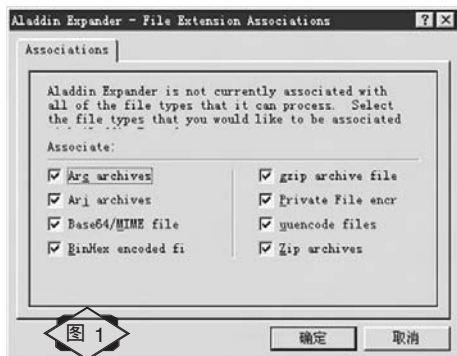 Aladdin Expander - File Extension Associations
Associations
Aladdin Expander is not currently associated with
all of the file types that it can process. Select
the file types that you would like to be associated
Associate:
Arc archives
gzip archive file
Arj archives
Private File encr
Base64/MIME file
uuencode files
BinHex encoded fi
Zip archives
图 1
确定
取消